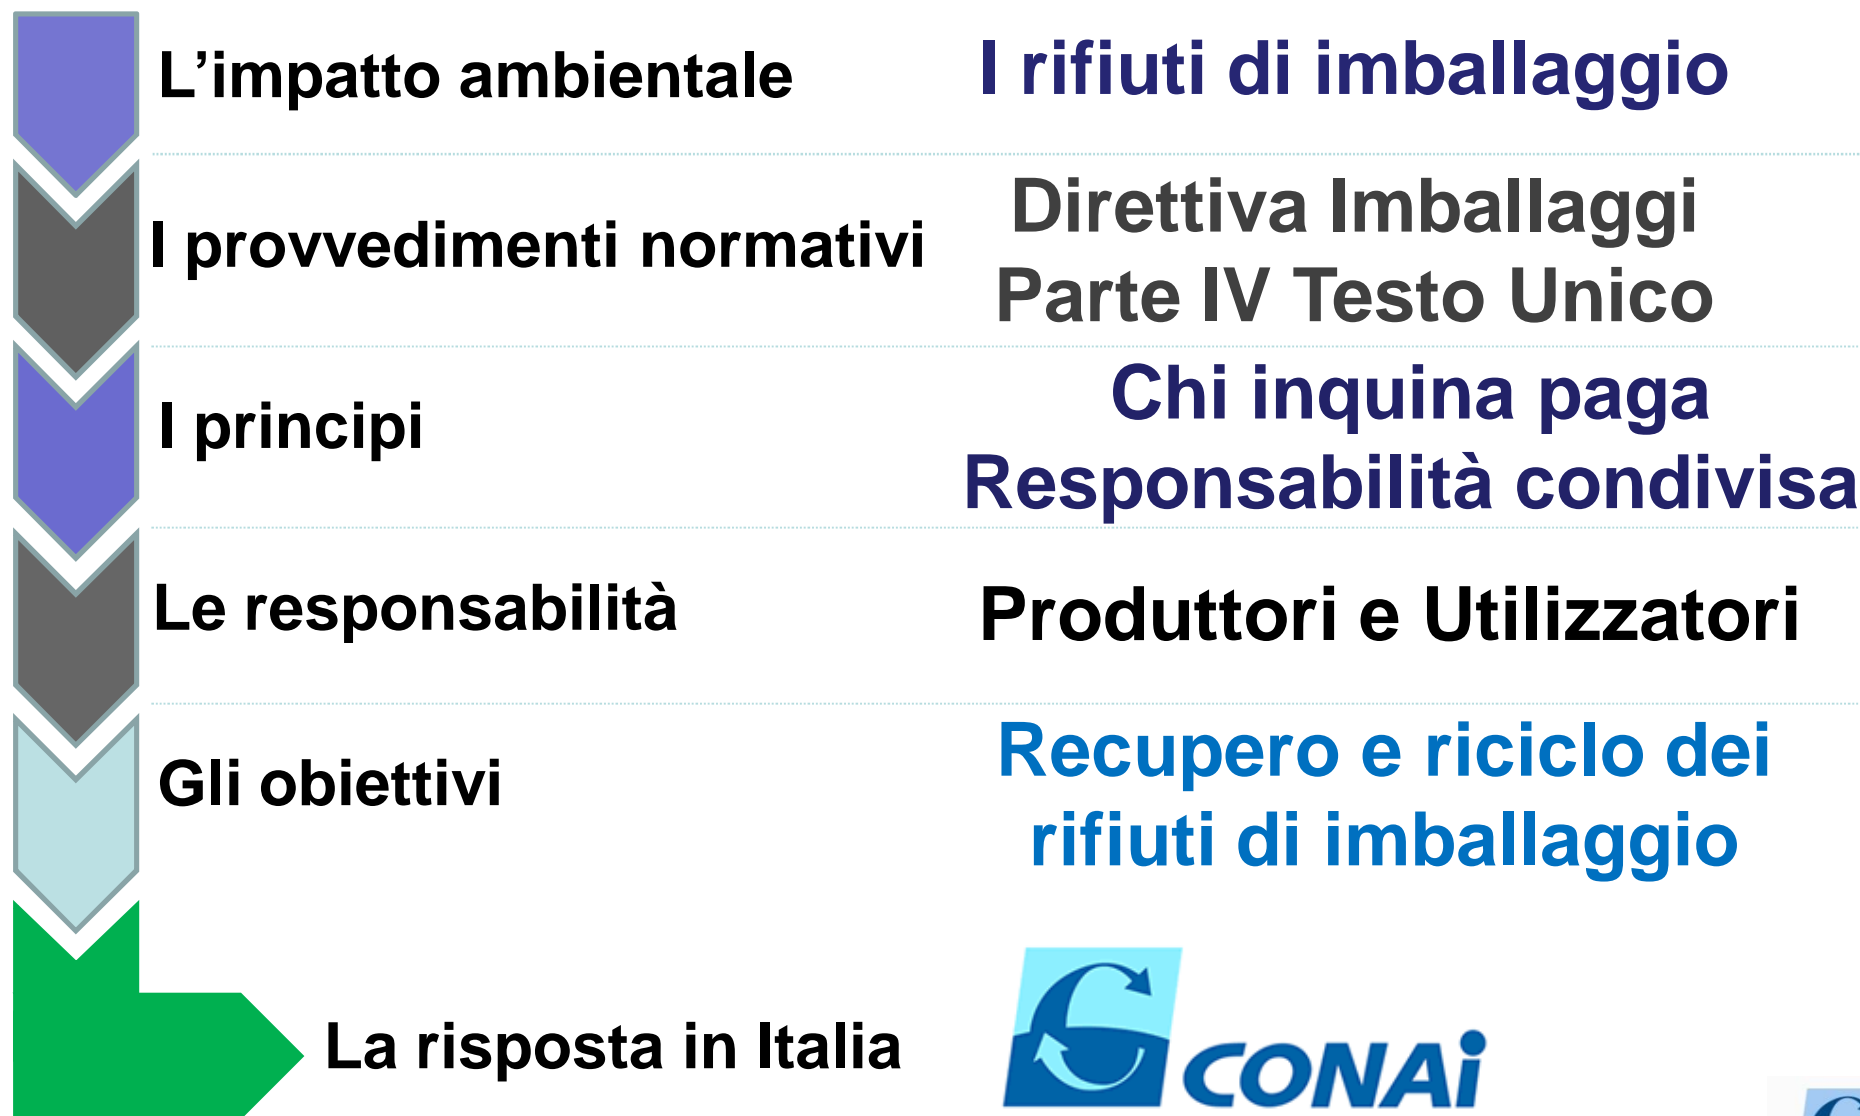 L’impatto ambientale
I rifiuti di imballaggio
I provvedimenti normativi
Direttiva Imballaggi
Parte IV Testo Unico
I principi
Chi inquina paga
Responsabilità condivisa
Le responsabilità
Produttori e Utilizzatori
Gli obiettivi
Recupero e riciclo dei
rifiuti di imballaggio
La risposta in Italia
CONAi